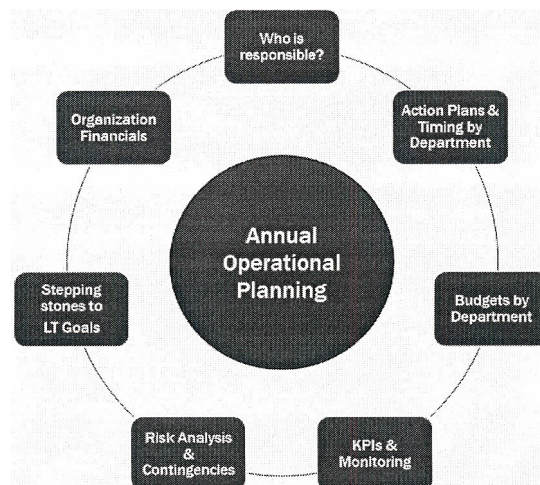 Who is
responsible?
Action Plans &
Timing by
Department
Budgets by
Department
KPIs &
Monitoring
Risk Analysis
&
Contingencies
Stepping
stones to
LT Goals
Organization
Financials
Annual
Operational
Planning